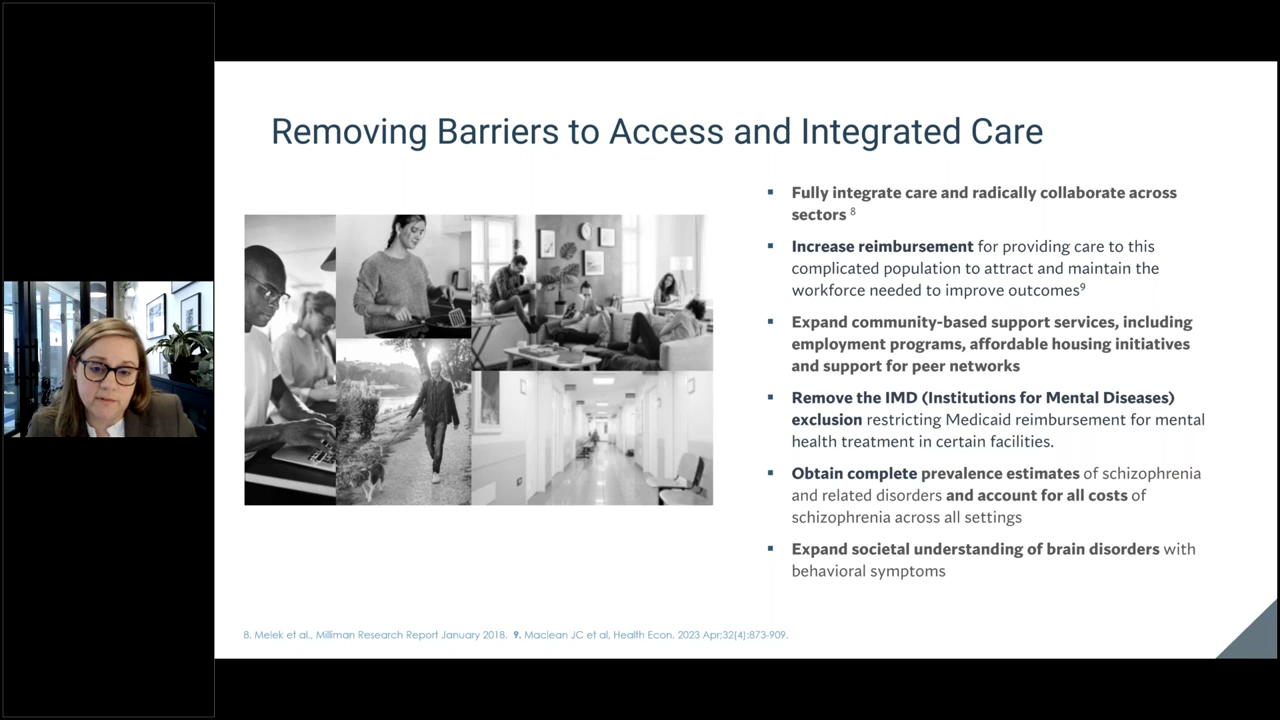 Removing Barriers to Access and Integrated Care
▪ Fully integrate care and radically collaborate across
sectors 8
▪ Increase reimbursement for providing care to this
complicated population to attract and maintain the
workforce needed to improve outcomes9
▪ Expand community-based support services, including
employment programs, affordable housing initiatives
and support for peer networks
▪ Remove the IMD (Institutions for Mental Diseases)
exclusion restricting Medicaid reimbursement for mental
health treatment in certain facilities.
▪ Obtain complete prevalence estimates of schizophrenia
and related disorders and account for all costs of
schizophrenia across all settings
▪ Expand societal understanding of brain disorders with
behavioral symptoms
8. Melek et al., Milliman Research Report January 2018. 9. Maclean JC et al, Health Econ. 2023 Apr;32(4):873-909.